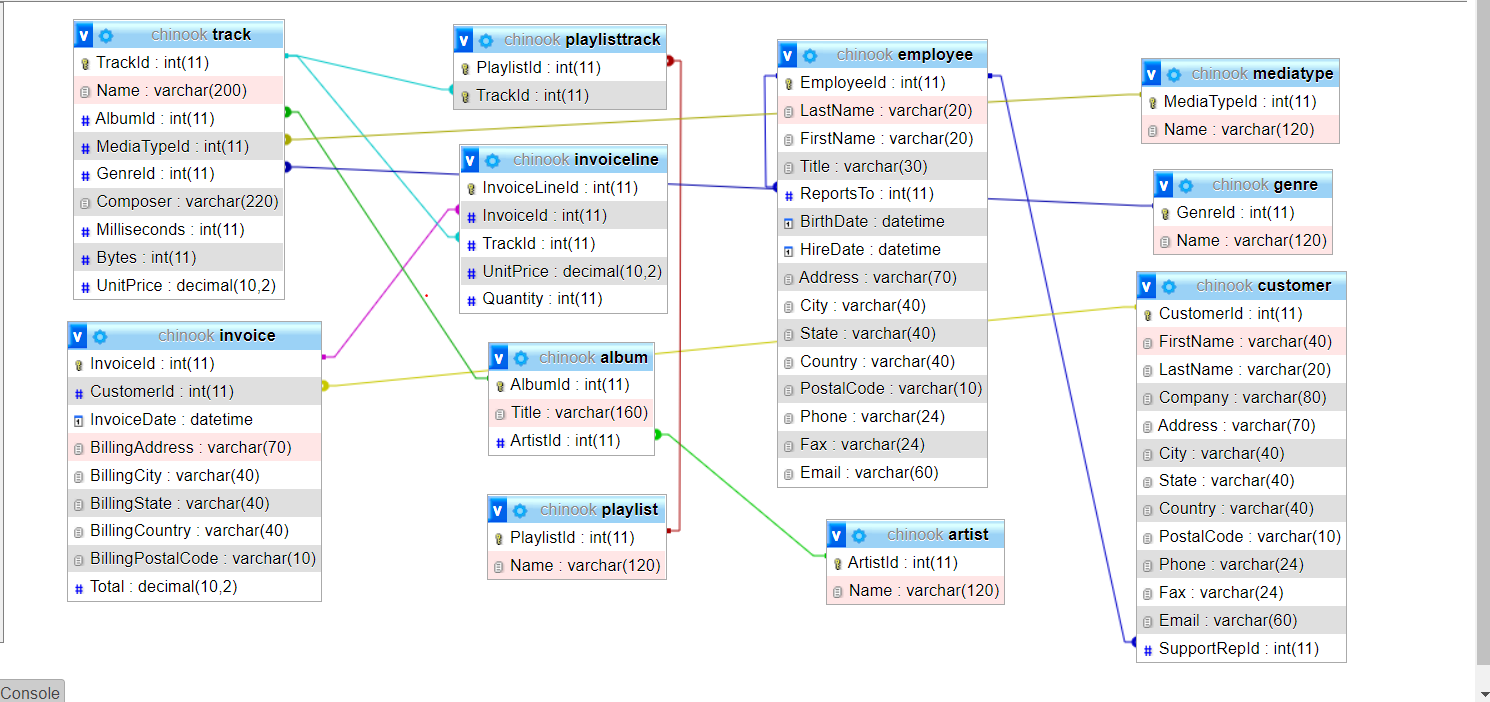 v chinook track
TrackId : int(11)
Name : varchar(200)
# AlbumId : int(11)
# MediaTypeId : int(11)
# GenreId : int(11)
Composer : varchar(220)
# Milliseconds : int(11)
# Bytes : int(11)
# UnitPrice : decimal(10,2)
v chinook playlisttrack
PlaylistId : int(11)
TrackId : int(11)
v chinook employee
EmployeeId : int(11)
LastName : varchar(20)
FirstName : varchar(20)
Title : varchar(30)
# ReportsTo : int(11)
BirthDate : datetime
HireDate : datetime
Address : varchar(70)
City : varchar(40)
State : varchar(40)
Country : varchar(40)
PostalCode : varchar(10)
Phone : varchar(24)
Fax : varchar(24)
Email : varchar(60)
v chinook mediatype
MediaTypeId : int(11)
Name : varchar(120)
v chinook invoiceline
InvoiceLineId : int(11)
# InvoiceId : int(11)
# TrackId : int(11)
# UnitPrice : decimal(10,2)
# Quantity : int(11)
v chinook genre
GenreId : int(11)
Name : varchar(120)
v chinook customer
CustomerId : int(11)
FirstName : varchar(40)
LastName : varchar(20)
Company : varchar(80)
Address : varchar(70)
City : varchar(40)
State : varchar(40)
Country : varchar(40)
PostalCode : varchar(10)
Phone : varchar(24)
Fax : varchar(24)
Email : varchar(60)
# SupportRepId : int(11)
v chinook invoice
InvoiceId : int(11)
# CustomerId : int(11)
InvoiceDate : datetime
BillingAddress : varchar(70)
BillingCity : varchar(40)
BillingState : varchar(40)
BillingCountry : varchar(40)
BillingPostalCode : varchar(10)
# Total : decimal(10,2)
v chinook album
AlbumId : int(11)
Title : varchar(160)
# ArtistId : int(11)
v chinook playlist
PlaylistId : int(11)
Name : varchar(120)
v chinook artist
ArtistId : int(11)
Name : varchar(120)
Console